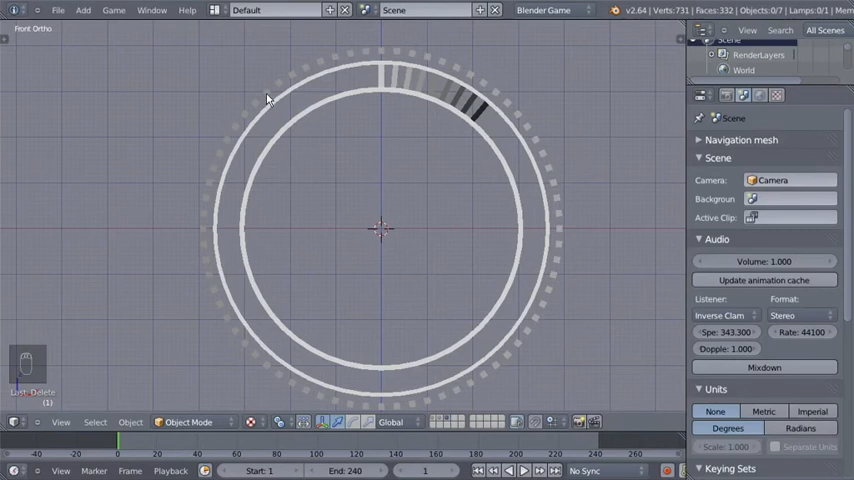 File Add Game Window Help Default Scene Blender Game v2.64 | Verts:731 | Faces:332 | Objects:0/7 | Lamps:0/1 | Mem
Front Ortho
View Search All Scenes
Scene
RenderLayers
World
Scene
Navigation mesh
Scene
Camera: Camera
Backgroun
Active Clip:
Audio
Volume: 1.000
Update animation cache
Listener: Format:
Inverse Clam Stereo
Spe: 343.300 Rate: 44100
Dopple: 1.000
Mixdown
Units
None Metric Imperial
Degrees Radians
Scale: 1.000 Separate Units
Keying Sets
Last: Delete
(1)
View Select Object Object Mode Global
-40 -20 0 20 40 60 80 100 120 140 160 180 200 220 240 260
View Marker Frame Playback Start: 1 End: 240 1 No Sync